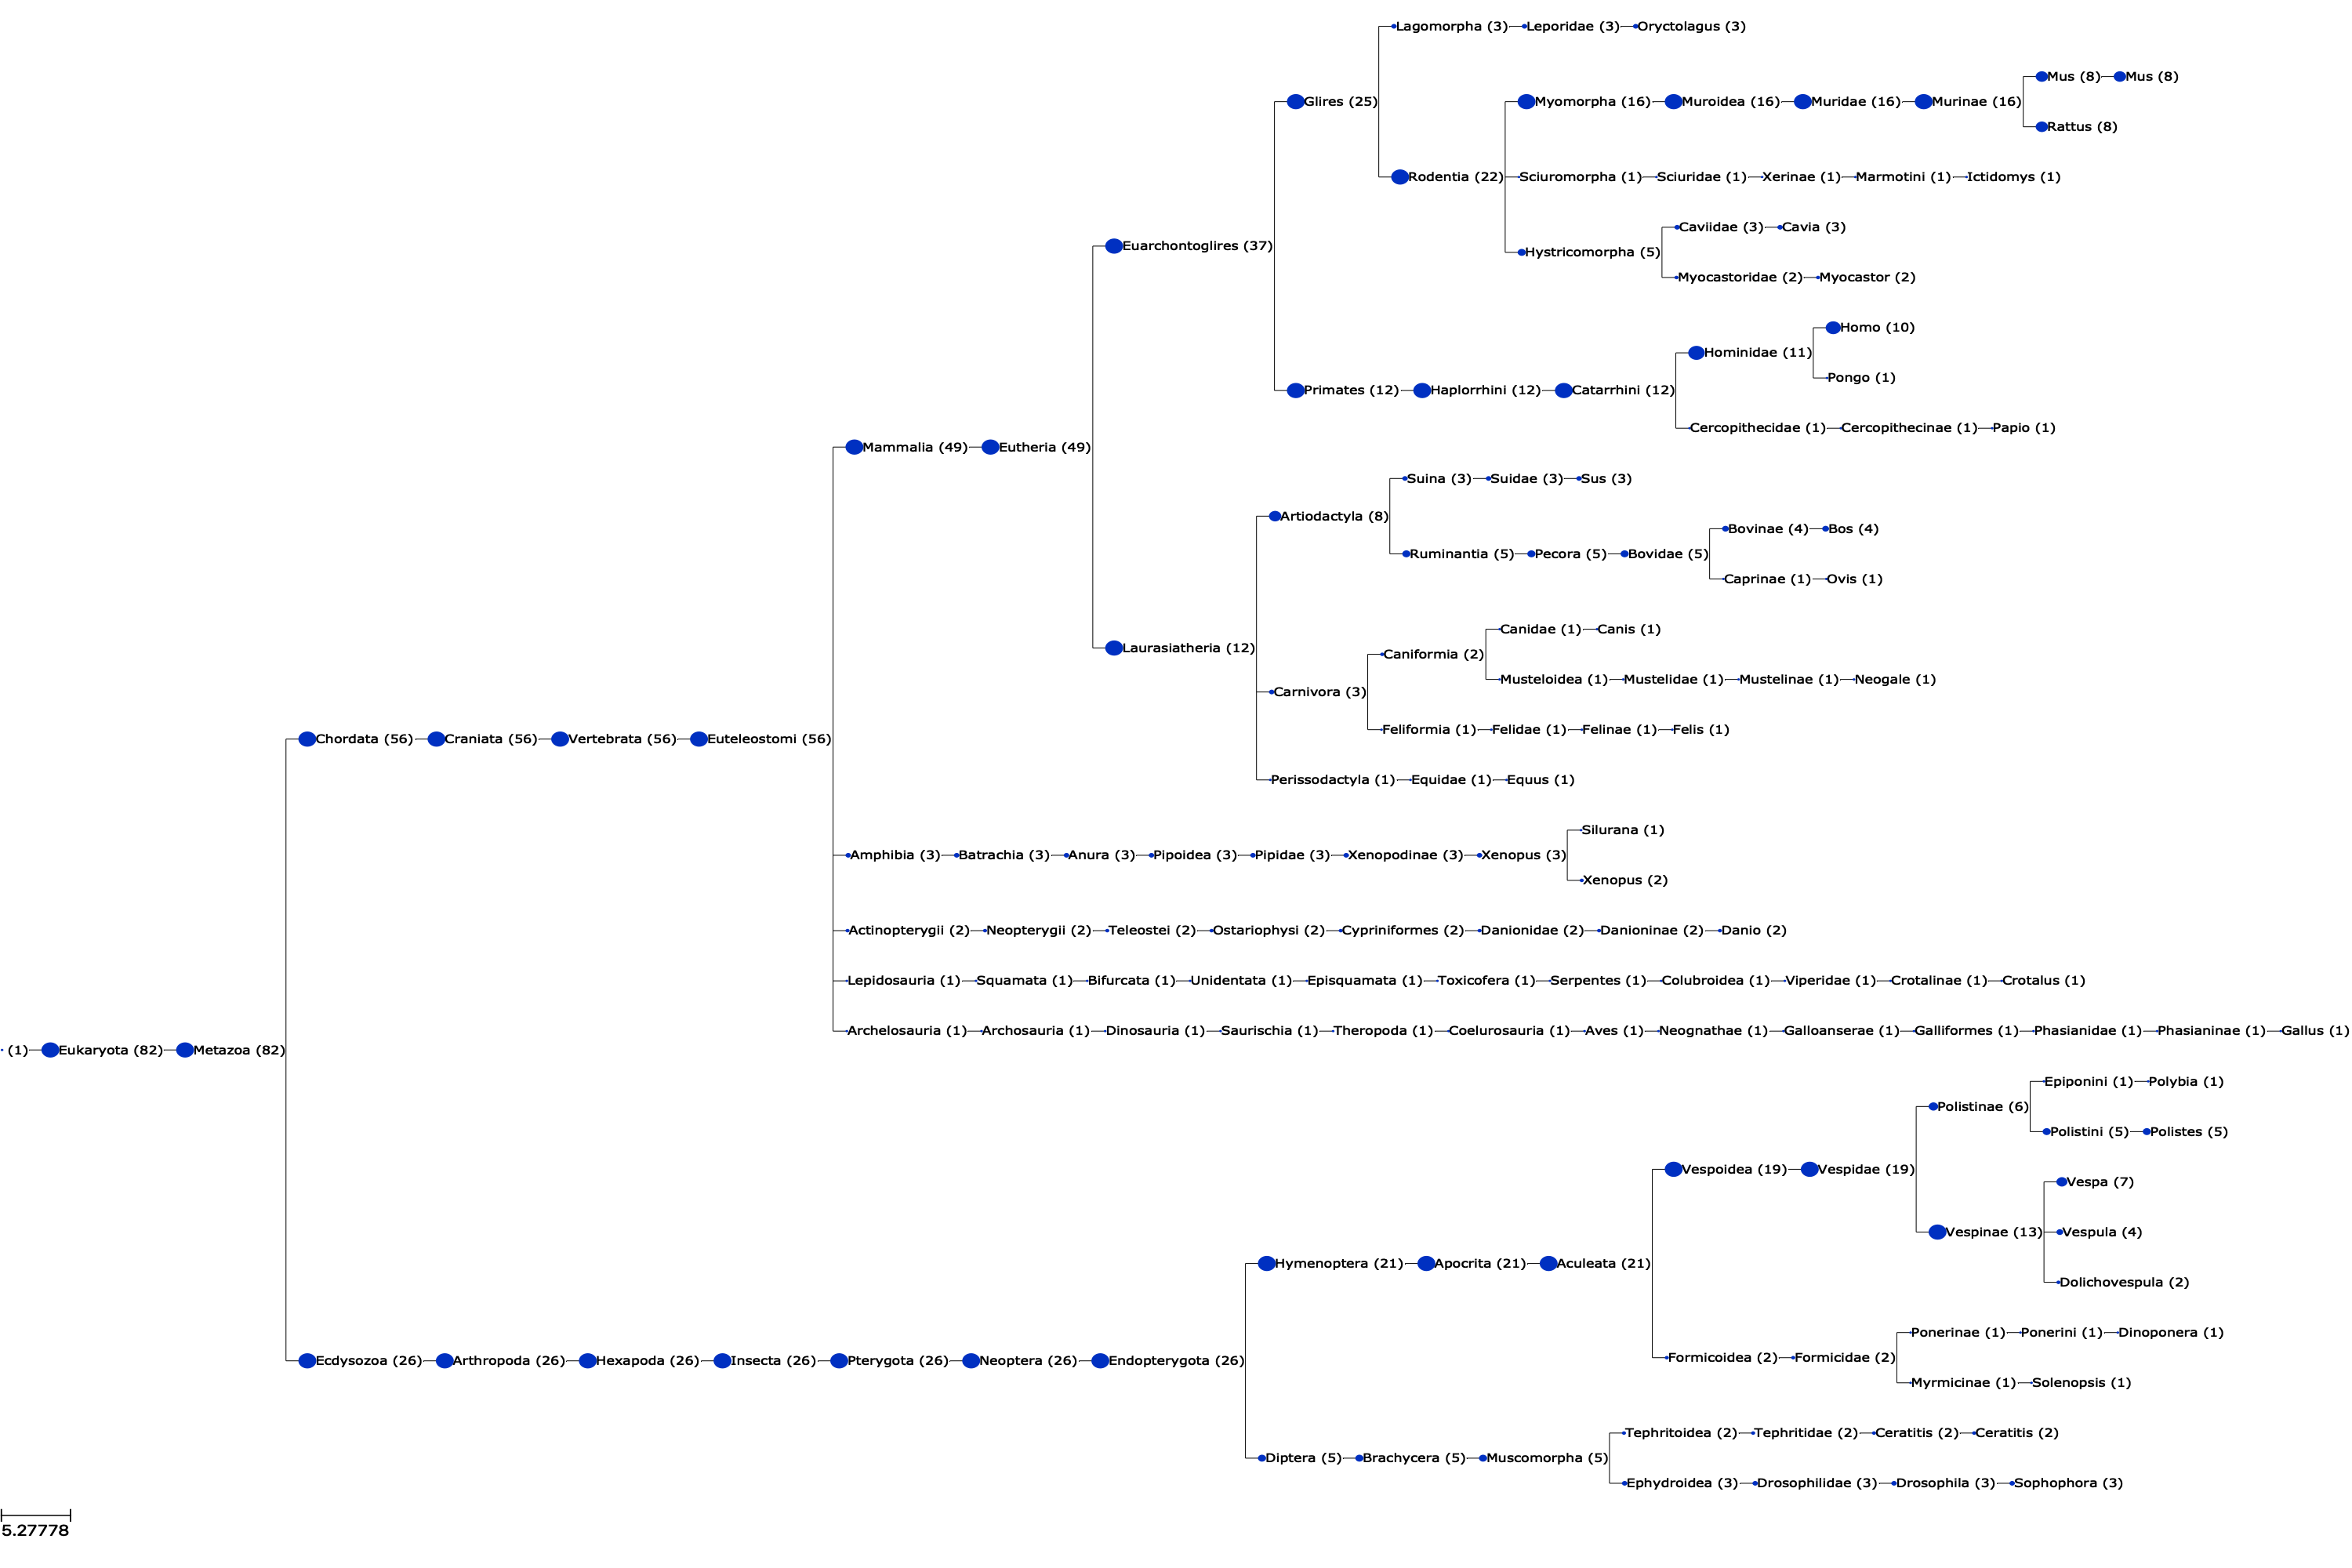 Lagomorpha (3) Leporidae (3) Oryctolagus (3)
Mus (8) Mus (8)
Glires (25) Myomorpha (16) Muroidea (16) Muridae (16) Murinae (16)
Rattus (8)
Rodentia (22) Sciuromorpha (1) Sciuridae (1) Xerinae (1) Marmotini (1) Ictidomys (1)
Caviidae (3) Cavia (3)
Euarchontoglires (37) Hystricomorpha (5)
Myocastoridae (2) Myocastor (2)
Homo (10)
Hominidae (11)
Pongo (1)
Primates (12) Haplorrhini (12) Catarrhini (12)
Cercopithecidae (1) Cercopithecinae (1) Papio (1)
Mammalia (49) Eutheria (49)
Suina (3) Suidae (3) Sus (3)
Artiodactyla (8)
Bovinae (4) Bos (4)
Ruminantia (5) Pecora (5) Bovidae (5)
Caprinae (1) Ovis (1)
Canidae (1) Canis (1)
Laurasiatheria (12) Caniformia (2)
Musteloidea (1) Mustelidae (1) Mustelinae (1) Neogale (1)
Carnivora (3)
Feliformia (1) Felidae (1) Felinae (1) Felis (1)
Chordata (56) Craniata (56) Vertebrata (56) Euteleostomi (56)
Perissodactyla (1) Equidae (1) Equus (1)
Silurana (1)
Amphibia (3) Batrachia (3) Anura (3) Pipoidea (3) Pipidae (3) Xenopodinae (3) Xenopus (3)
Xenopus (2)
Actinopterygii (2) Neopterygii (2) Teleostei (2) Ostariophysi (2) Cypriniformes (2) Danionidae (2) Danioninae (2) Danio (2)
Lepidosauria (1) Squamata (1) Bifurcata (1) Unidentata (1) Episquamata (1) Toxicofera (1) Serpentes (1) Colubroidea (1) Viperidae (1) Crotalinae (1) Crotalus (1)
Archelosauria (1) Archosauria (1) Dinosauria (1) Saurischia (1) Theropoda (1) Coelurosauria (1) Aves (1) Neognathae (1) Galloanserae (1) Galliformes (1) Phasianidae (1) Phasianinae (1) Gallus (1)
(1) Eukaryota (82) Metazoa (82)
Epiponini (1) Polybia (1)
Polistinae (6)
Polistini (5) Polistes (5)
Vespoidea (19) Vespidae (19)
Vespa (7)
Vespinae (13) Vespula (4)
Hymenoptera (21) Apocrita (21) Aculeata (21)
Dolichovespula (2)
Ponerinae (1) Ponerini (1) Dinoponera (1)
Formicoidea (2) Formicidae (2)
Ecdysozoa (26) Arthropoda (26) Hexapoda (26) Insecta (26) Pterygota (26) Neoptera (26) Endopterygota (26)
Myrmicinae (1) Solenopsis (1)
Tephritoidea (2) Tephritidae (2) Ceratitis (2) Ceratitis (2)
Diptera (5) Brachycera (5) Muscomorpha (5)
Ephydroidea (3) Drosophilidae (3) Drosophila (3) Sophophora (3)
5.27778